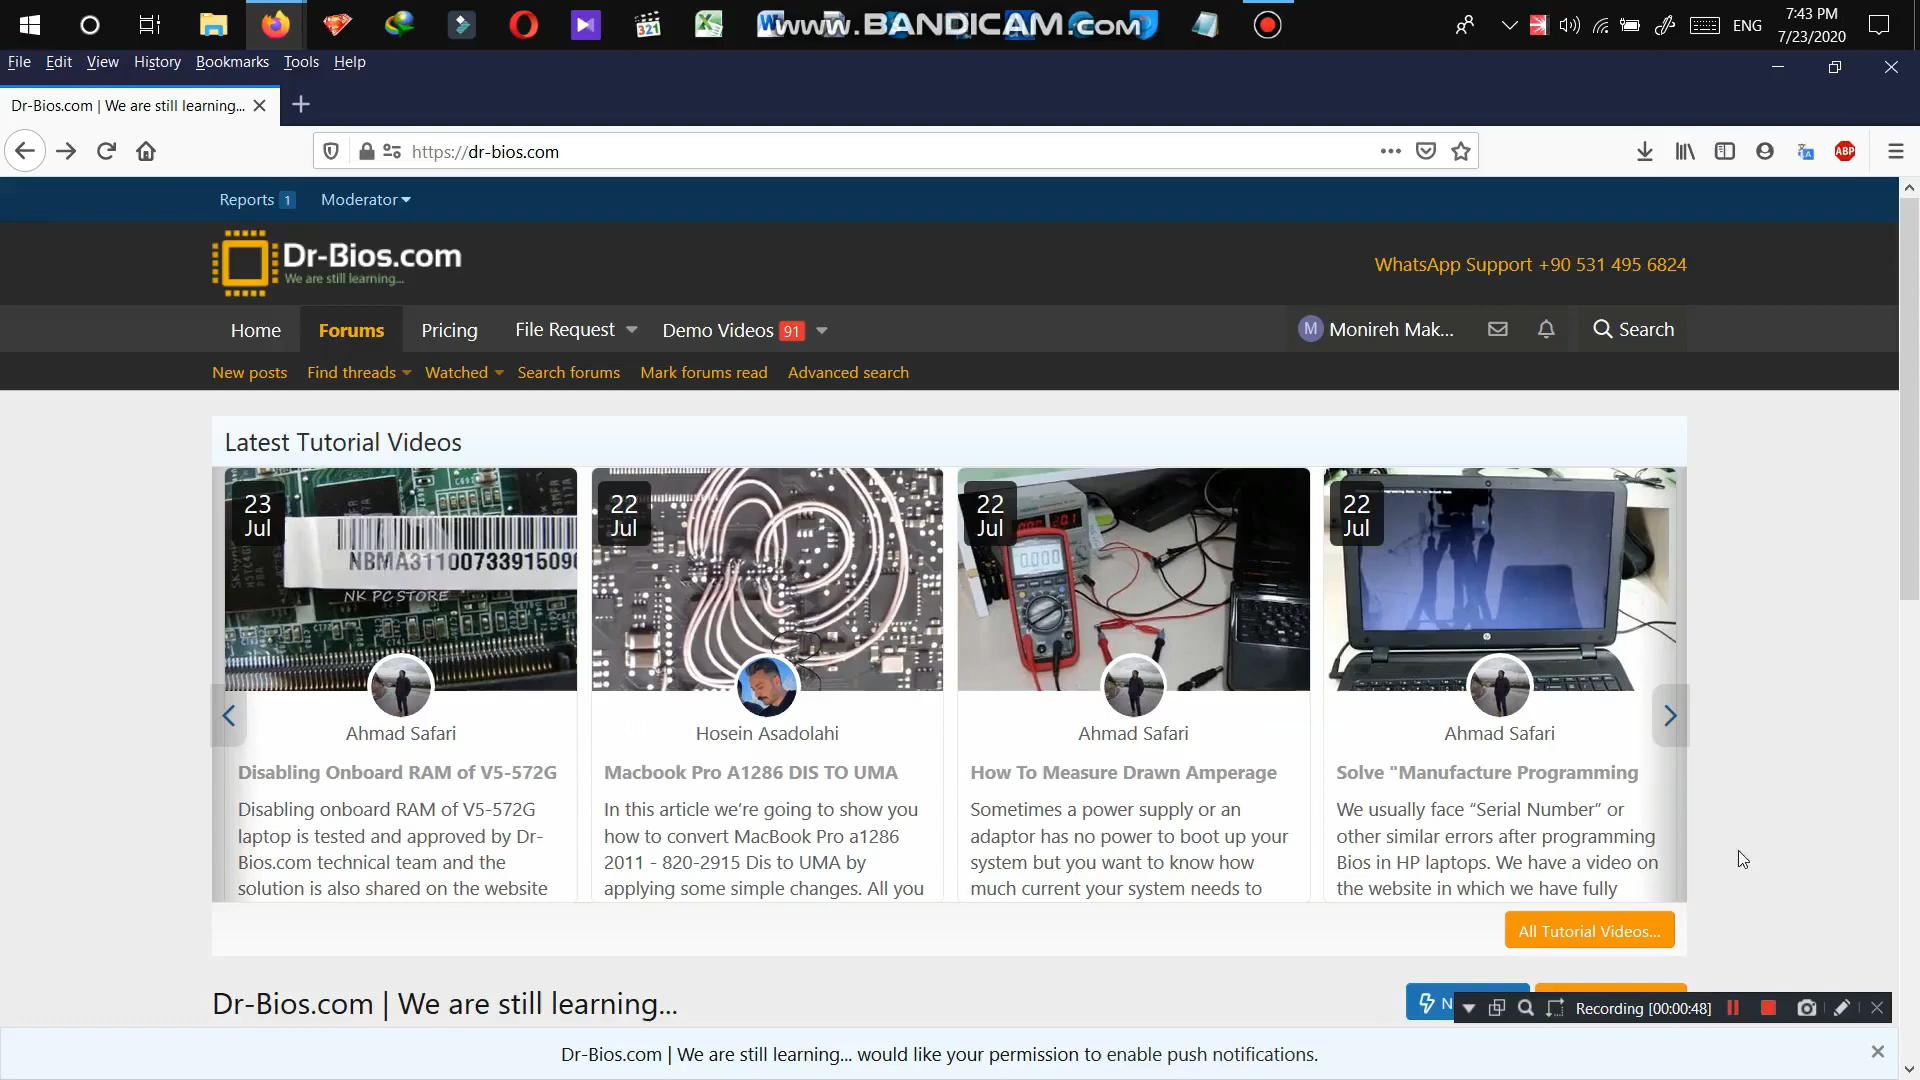 www.BANDICAM.com
ENG
7:43 PM
7/23/2020
File Edit View History Bookmarks Tools Help
Dr-Bios.com | We are still learning...
https://dr-bios.com
ABP
Reports 1 Moderator
Dr-Bios.com
We are still learning...
WhatsApp Support +90 531 495 6824
Home Forums Pricing File Request Demo Videos 91
M Monireh Mak... Search
New posts Find threads Watched Search forums Mark forums read Advanced search
Latest Tutorial Videos
23
Jul
NBMA31100733915090
NK PC STORE
Ahmad Safari
Disabling Onboard RAM of V5-572G
Disabling onboard RAM of V5-572G
laptop is tested and approved by Dr-
Bios.com technical team and the
solution is also shared on the website
22
Jul
Hosein Asadolahi
Macbook Pro A1286 DIS TO UMA
In this article we’re going to show you
how to convert MacBook Pro a1286
2011 - 820-2915 Dis to UMA by
applying some simple changes. All you
22
Jul
0.000
Ahmad Safari
How To Measure Drawn Amperage
Sometimes a power supply or an
adaptor has no power to boot up your
system but you want to know how
much current your system needs to
22
Jul
Ahmad Safari
Solve "Manufacture Programming
We usually face “Serial Number” or
other similar errors after programming
Bios in HP laptops. We have a video on
the website in which we have fully
All Tutorial Videos...
Dr-Bios.com | We are still learning...
N
Recording [00:00:48]
Dr-Bios.com | We are still learning... would like your permission to enable push notifications.